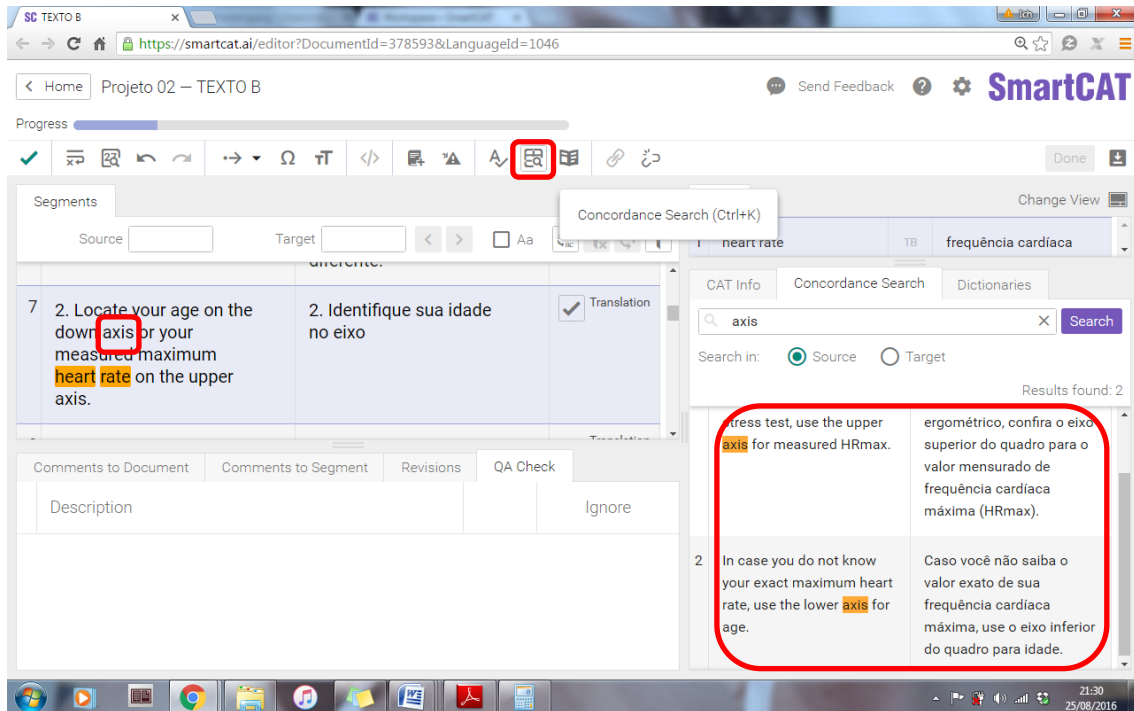 SC TEXTO B
https://smartcat.ai/editor?DocumentId=378593&LanguageId=1046
Home Projeto 02 — TEXTO B
Send Feedback
SmartCAT
Progress
Done
Segments
Concordance Search (Ctrl+K)
Change View
Source
Target
Aa
1 heart rate TB frequência cardíaca
diferente.
7 2. Locate your age on the
down axis or your
measured maximum
heart rate on the upper
axis.
2. Identifique sua idade
no eixo
Translation
CAT Info Concordance Search Dictionaries
axis
Search
Search in: Source Target
Results found: 2
stress test, use the upper
axis for measured HRmax.
ergométrico, confira o eixo
superior do quadro para o
valor mensurado de
frequência cardíaca
máxima (HRmax).
2 In case you do not know
your exact maximum heart
rate, use the lower axis for
age.
Caso você não saiba o
valor exato de sua
frequência cardíaca
máxima, use o eixo inferior
do quadro para idade.
Translation
Comments to Document Comments to Segment Revisions QA Check
Description Ignore
21:30
25/08/2016